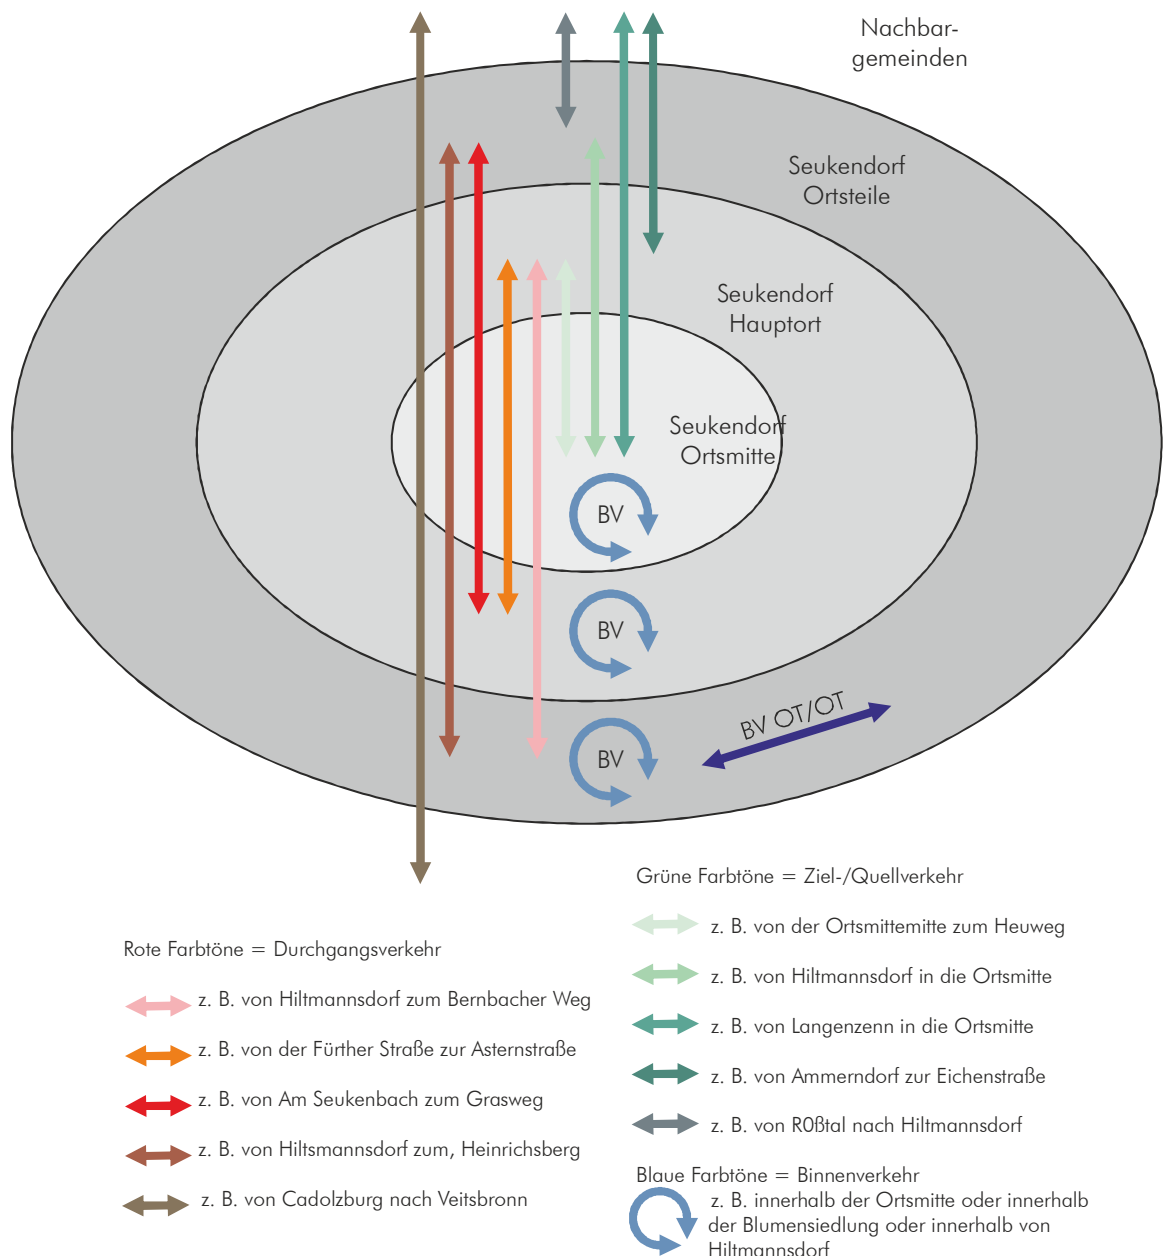 Nachbar-
gemeinden
Seukendorf
Ortsteile
Seukendorf
Hauptort
Seukendorf
Ortsmitte
BV
BV
BV OT/OT
BV
Rote Farbtöne = Durchgangsverkehr
z. B. von Hiltmannsdorf zum Bernbacher Weg
z. B. von der Fürther Straße zur Asternstraße
z. B. von Am Seukenbach zum Grasweg
z. B. von Hiltsmannsdorf zum, Heinrichsberg
z. B. von Cadolzburg nach Veitsbronn
Grüne Farbtöne = Ziel-/Quellverkehr
z. B. von der Ortsmittemitte zum Heuweg
z. B. von Hiltmannsdorf in die Ortsmitte
z. B. von Langenzenn in die Ortsmitte
z. B. von Ammerndorf zur Eichenstraße
z. B. von R0ßtal nach Hiltmannsdorf
Blaue Farbtöne = Binnenverkehr
z. B. innerhalb der Ortsmitte oder innerhalb
der Blumensiedlung oder innerhalb von
Hiltmannsdorf